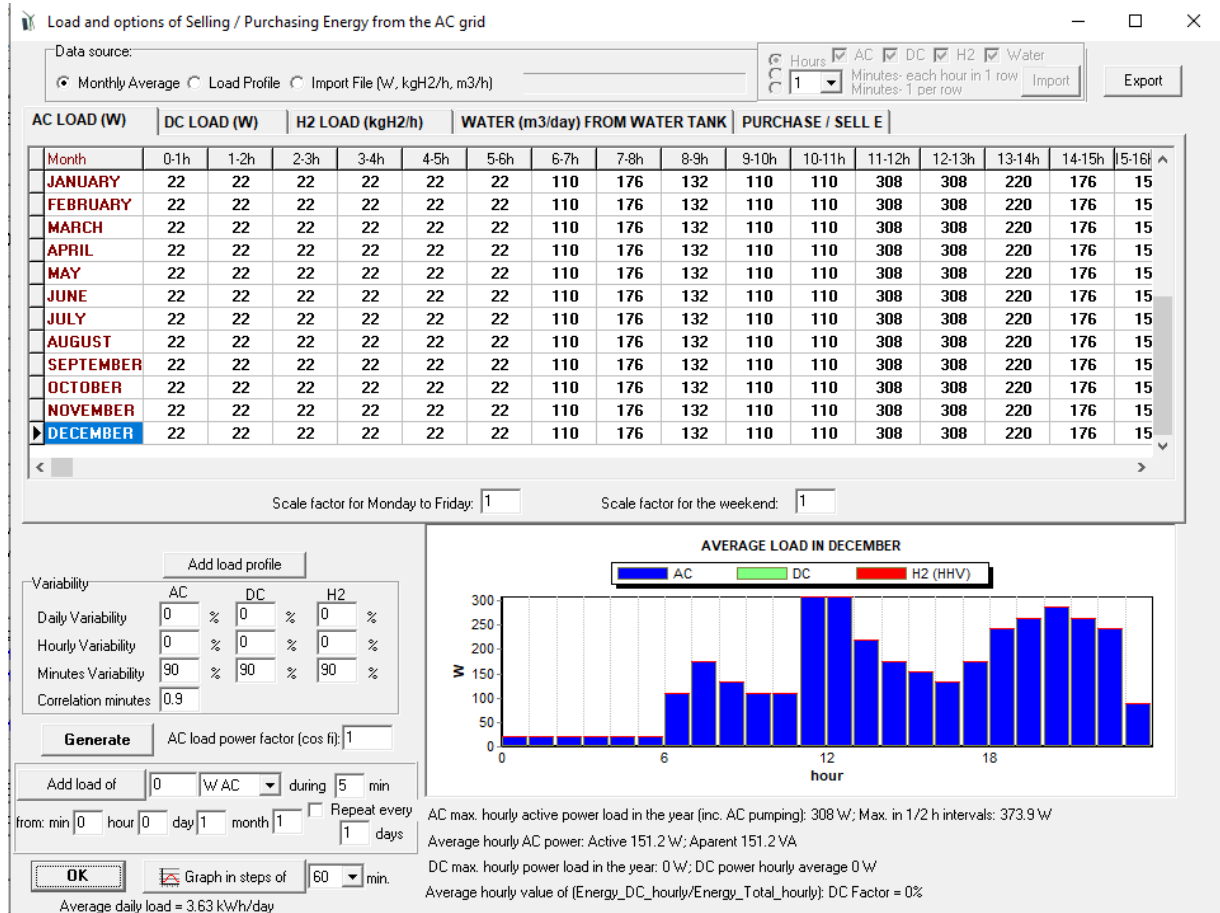 Load and options of Selling / Purchasing Energy from the AC grid
Data source:
Monthly Average Load Profile Import File (W, kgH2/h, m3/h)
Hours AC DC H2 Water
1 Minutes- each hour in 1 row
Minutes- 1 per row
Import
Export
AC LOAD (W) DC LOAD (W) H2 LOAD (kgH2/h) WATER (m3/day) FROM WATER TANK PURCHASE / SELL E
Month 0-1h 1-2h 2-3h 3-4h 4-5h 5-6h 6-7h 7-8h 8-9h 9-10h 10-11h 11-12h 12-13h 13-14h 14-15h 15-16h
JANUARY 22 22 22 22 22 22 110 176 132 110 110 308 308 220 176 15
FEBRUARY 22 22 22 22 22 22 110 176 132 110 110 308 308 220 176 15
MARCH 22 22 22 22 22 22 110 176 132 110 110 308 308 220 176 15
APRIL 22 22 22 22 22 22 110 176 132 110 110 308 308 220 176 15
MAY 22 22 22 22 22 22 110 176 132 110 110 308 308 220 176 15
JUNE 22 22 22 22 22 22 110 176 132 110 110 308 308 220 176 15
JULY 22 22 22 22 22 22 110 176 132 110 110 308 308 220 176 15
AUGUST 22 22 22 22 22 22 110 176 132 110 110 308 308 220 176 15
SEPTEMBER 22 22 22 22 22 22 110 176 132 110 110 308 308 220 176 15
OCTOBER 22 22 22 22 22 22 110 176 132 110 110 308 308 220 176 15
NOVEMBER 22 22 22 22 22 22 110 176 132 110 110 308 308 220 176 15
DECEMBER 22 22 22 22 22 22 110 176 132 110 110 308 308 220 176 15
Scale factor for Monday to Friday: 1 Scale factor for the weekend: 1
Add load profile
Variability
AC DC H2
Daily Variability 0 % 0 % 0 %
Hourly Variability 0 % 0 % 0 %
Minutes Variability 90 % 90 % 90 %
Correlation minutes 0.9
Generate AC load power factor (cos fi): 1
Add load of 0 W AC during 5 min
from: min 0 hour 0 day 1 month 1 Repeat every
1 days
OK Graph in steps of 60 min.
Average daily load = 3.63 kWh/day
AVERAGE LOAD IN DECEMBER
AC DC H2 (HHV)
300
250
200
150
100
50
0
W
0 6 12 18
hour
AC max. hourly active power load in the year (inc. AC pumping): 308 W; Max. in 1/2 h intervals: 373.9 W
Average hourly AC power: Active 151.2 W; Aparent 151.2 VA
DC max. hourly power load in the year: 0 W; DC power hourly average 0 W
Average hourly value of (Energy_DC_hourly/Energy_Total_hourly): DC Factor = 0%